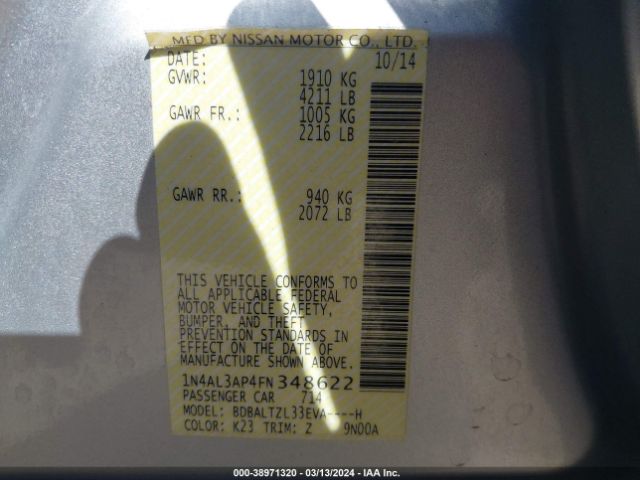 MFD BY NISSAN MOTOR CO., LTD.
DATE: 10/14
GVWR: 1910 KG
4211 LB
GAWR FR.: 1005 KG
2216 LB
GAWR RR.: 940 KG
2072 LB
THIS VEHICLE CONFORMS TO
ALL APPLICABLE FEDERAL
MOTOR VEHICLE SAFETY,
BUMPER, AND THEFT
PREVENTION STANDARDS IN
EFFECT ON THE DATE OF
MANUFACTURE SHOWN ABOVE.
1N4AL3AP4FN348622
PASSENGER CAR 714
MODEL: BDBALTZL33EVA----H
COLOR: K23 TRIM: Z 9N00A
000-38971320 | 03/13/2024 - IAA Inc.